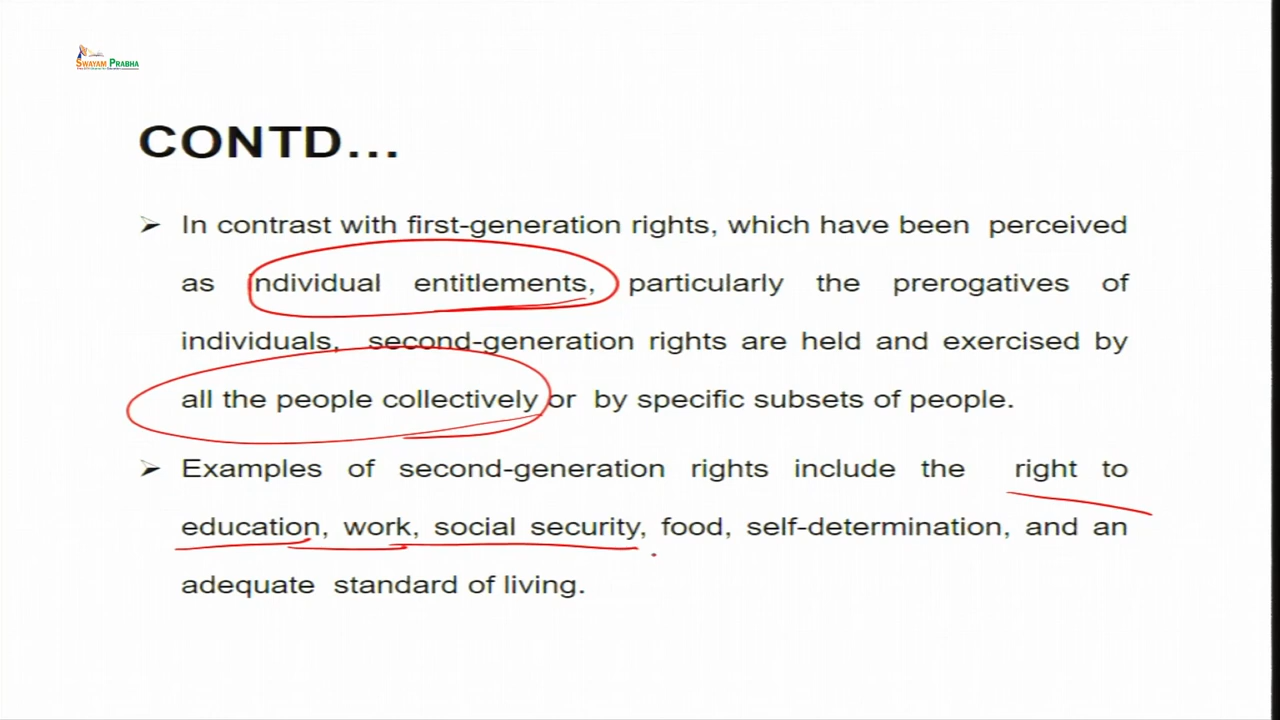 SWAYAM PRABHA
CONTD...
➢ In contrast with first-generation rights, which have been perceived
as individual entitlements, particularly the prerogatives of
individuals, second-generation rights are held and exercised by
all the people collectively or by specific subsets of people.
➢ Examples of second-generation rights include the right to
education, work, social security, food, self-determination, and an
adequate standard of living.